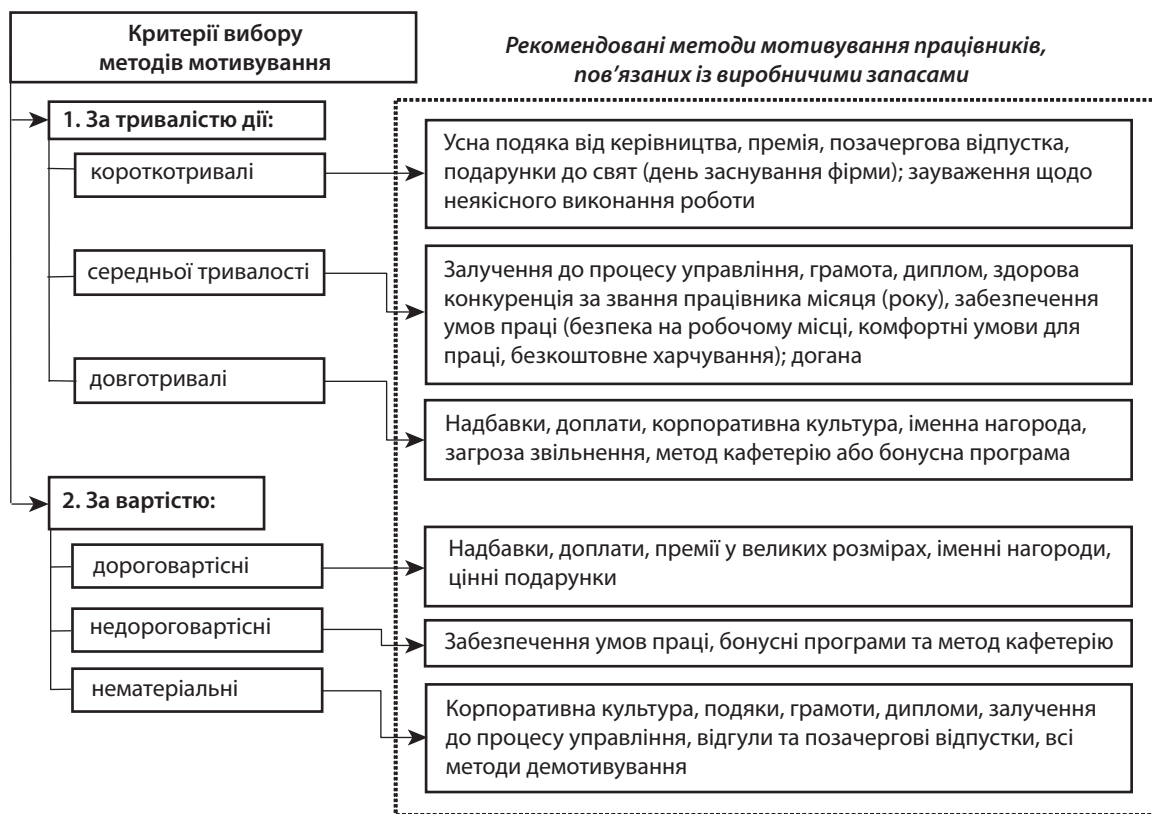 Критерії вибору
методів мотивування
Рекомендовані методи мотивування працівників,
пов’язаних із виробничими запасами
1. За тривалістю дії:
короткотривалі
Усна подяка від керівництва, премія, позачергова відпустка,
подарунки до свят (день заснування фірми); зауваження щодо
неякісного виконання роботи
середньої тривалості
Залучення до процесу управління, грамота, диплом, здорова
конкуренція за звання працівника місяця (року), забезпечення
умов праці (безпека на робочому місці, комфортні умови для
праці, безкоштовне харчування); догана
довготривалі
Надбавки, доплати, корпоративна культура, іменна нагорода,
загроза звільнення, метод кафетерію або бонусна програма
2. За вартістю:
дороговартісні
Надбавки, доплати, премії у великих розмірах, іменні нагороди,
цінні подарунки
недороговартісні
Забезпечення умов праці, бонусні програми та метод кафетерію
нематеріальні
Корпоративна культура, подяки, грамоти, дипломи, залучення
до процесу управління, відгули та позачергові відпустки, всі
методи демотивування